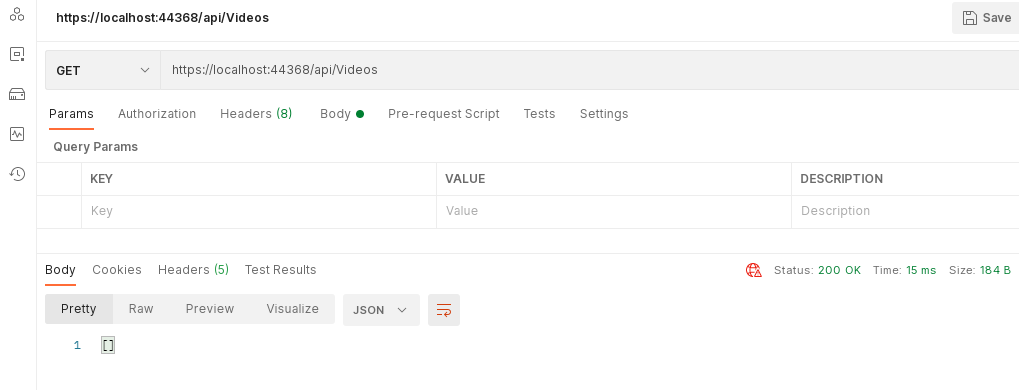 https://localhost:44368/api/Videos
Save
GET https://localhost:44368/api/Videos
Params Authorization Headers (8) Body Pre-request Script Tests Settings
Query Params
KEY VALUE DESCRIPTION
Key Value Description
Body Cookies Headers (5) Test Results Status: 200 OK Time: 15 ms Size: 184 B
Pretty Raw Preview Visualize JSON
1 []